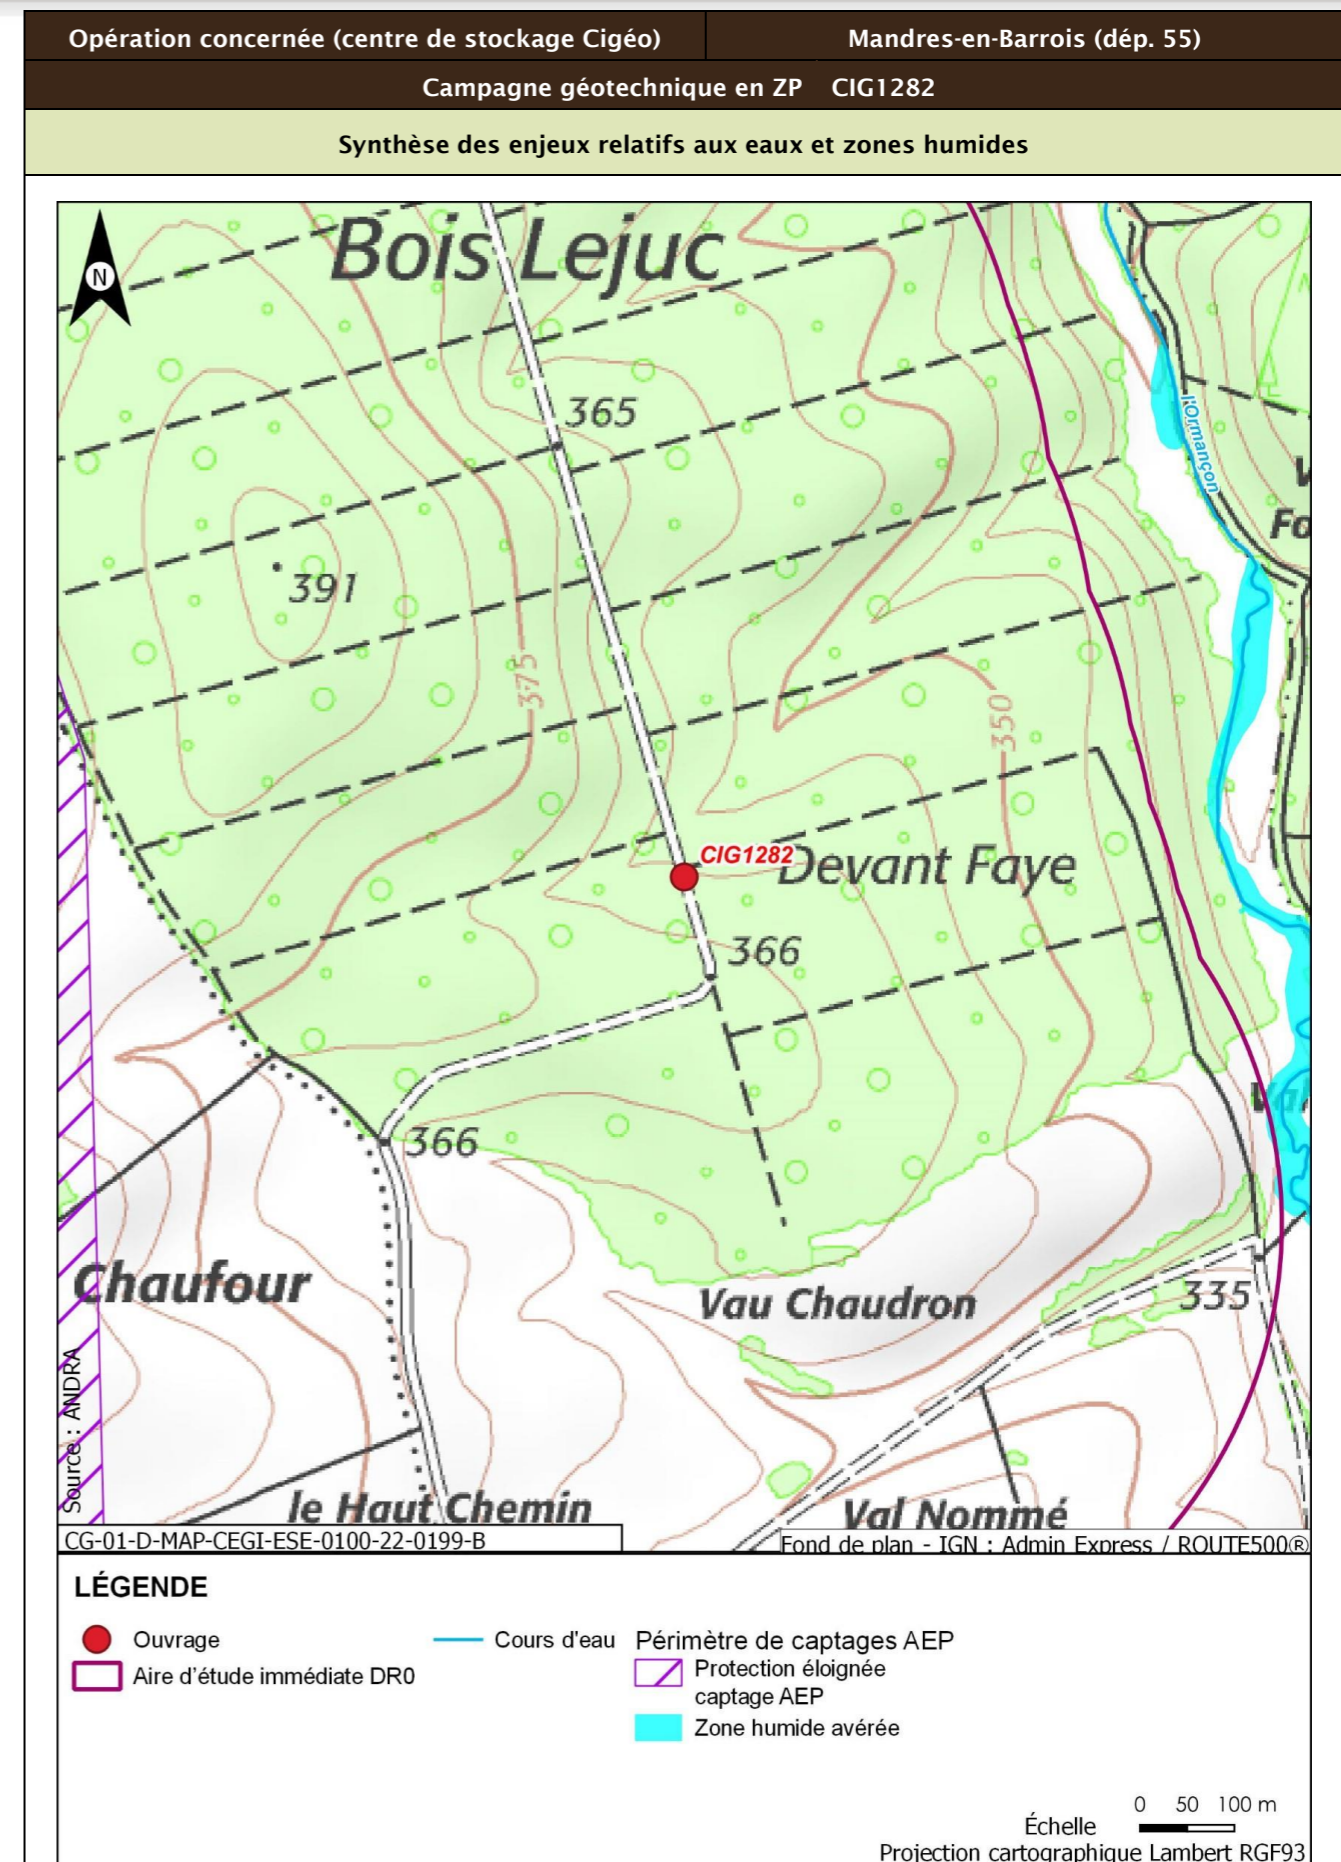 Opération concernée (centre de stockage Cigéo) Mandres-en-Barrois (dép. 55)
Campagne géotechnique en ZP CIG1282
Synthèse des enjeux relatifs aux eaux et zones humides
N
Bois Lejuc
365
l'Ormançon
Fo
391
375
350
CIG1282
Devant Faye
366
Val
366
Chaufour
Vau Chaudron
335
Source : ANDRA
le Haut Chemin
Val Nommé
CG-01-D-MAP-CEGI-ESE-0100-22-0199-B
Fond de plan - IGN : Admin Express / ROUTE500®
LÉGENDE
Ouvrage
Cours d'eau
Périmètre de captages AEP
Aire d'étude immédiate DR0
Protection éloignée
captage AEP
Zone humide avérée
0 50 100 m
Échelle
Projection cartographique Lambert RGF93